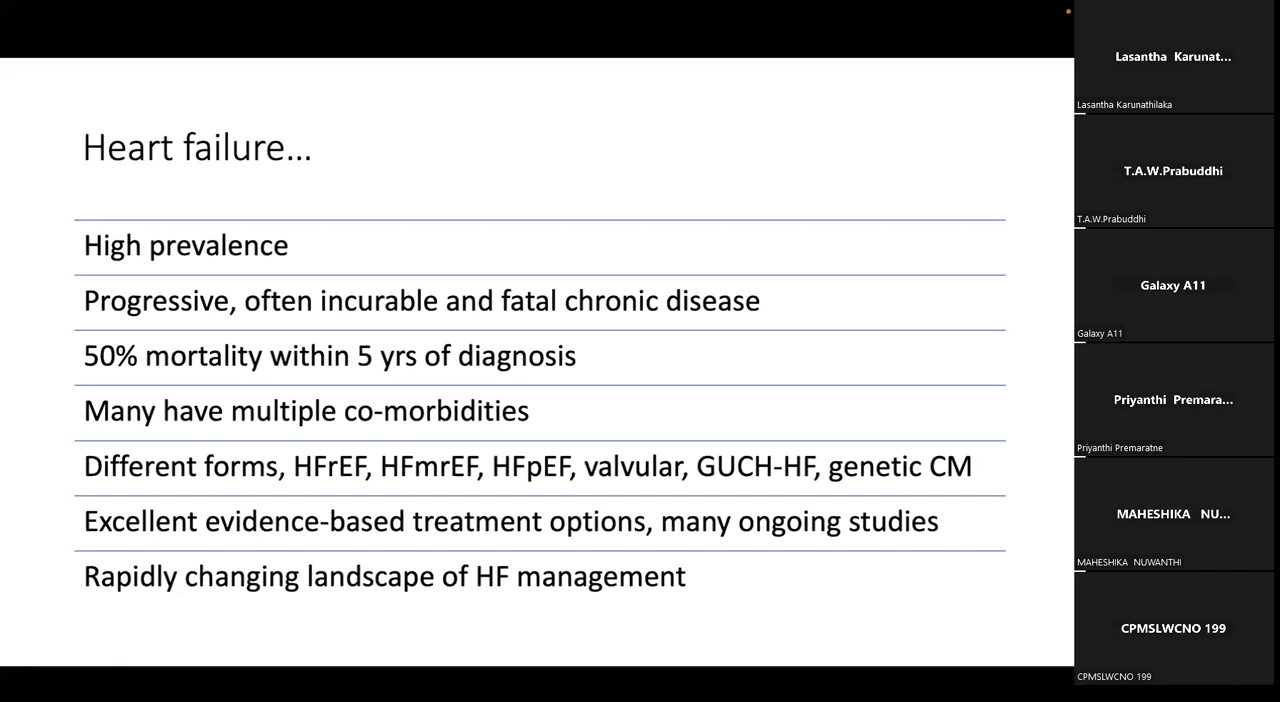 Heart failure...
High prevalence
Progressive, often incurable and fatal chronic disease
50% mortality within 5 yrs of diagnosis
Many have multiple co-morbidities
Different forms, HFrEF, HFmrEF, HFpEF, valvular, GUCH-HF, genetic CM
Excellent evidence-based treatment options, many ongoing studies
Rapidly changing landscape of HF management
Lasantha Karunat...
Lasantha Karunathilaka
T.A.W.Prabuddhi
T.A.W.Prabuddhi
Galaxy A11
Galaxy A11
Priyanthi Premara...
Priyanthi Premaratne
MAHESHIKA NU...
MAHESHIKA NUWANTHI
CPMSLWCNO 199
CPMSLWCNO 199